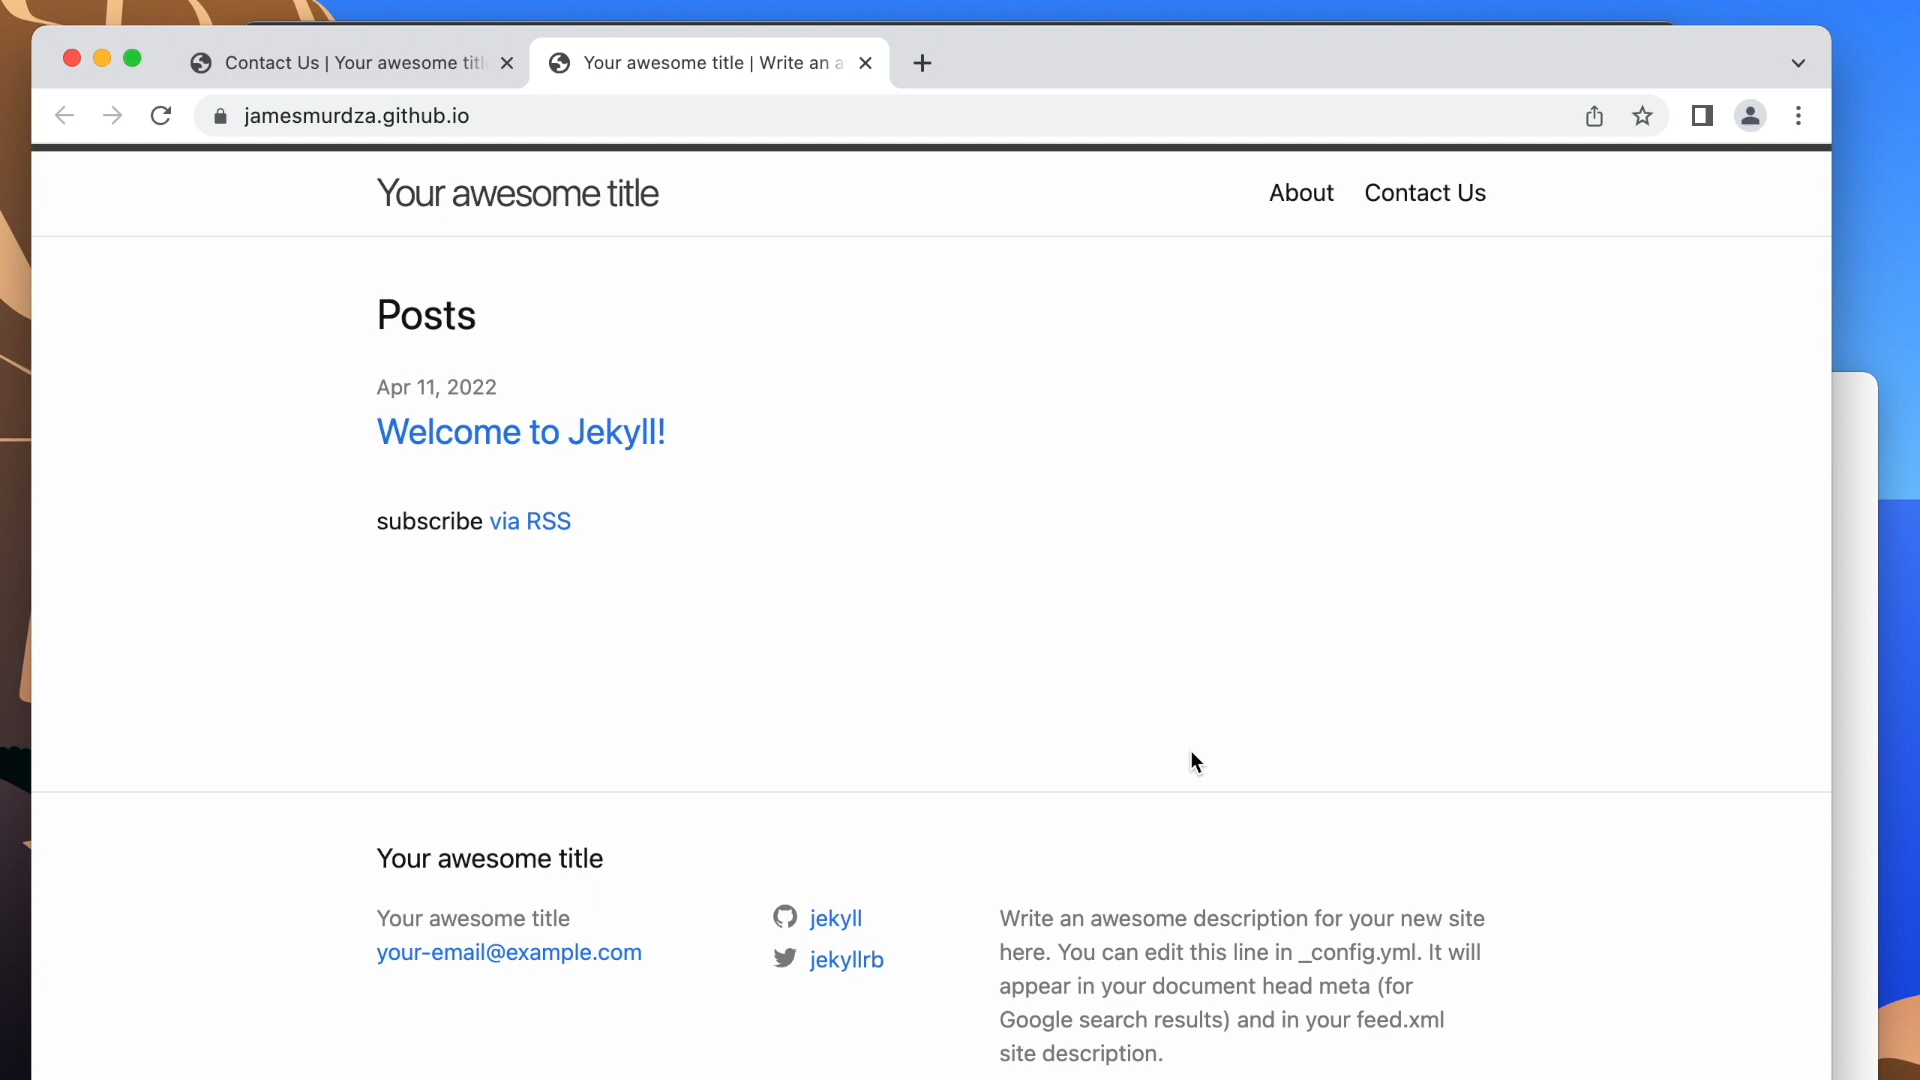 Contact Us | Your awesome titl
Your awesome title | Write an a
jamesmurdza.github.io
Your awesome title
About
Contact Us
Posts
Apr 11, 2022
Welcome to Jekyll!
subscribe via RSS
Your awesome title
Your awesome title
your-email@example.com
jekyll
jekyllrb
Write an awesome description for your new site
here. You can edit this line in _config.yml. It will
appear in your document head meta (for
Google search results) and in your feed.xml
site description.